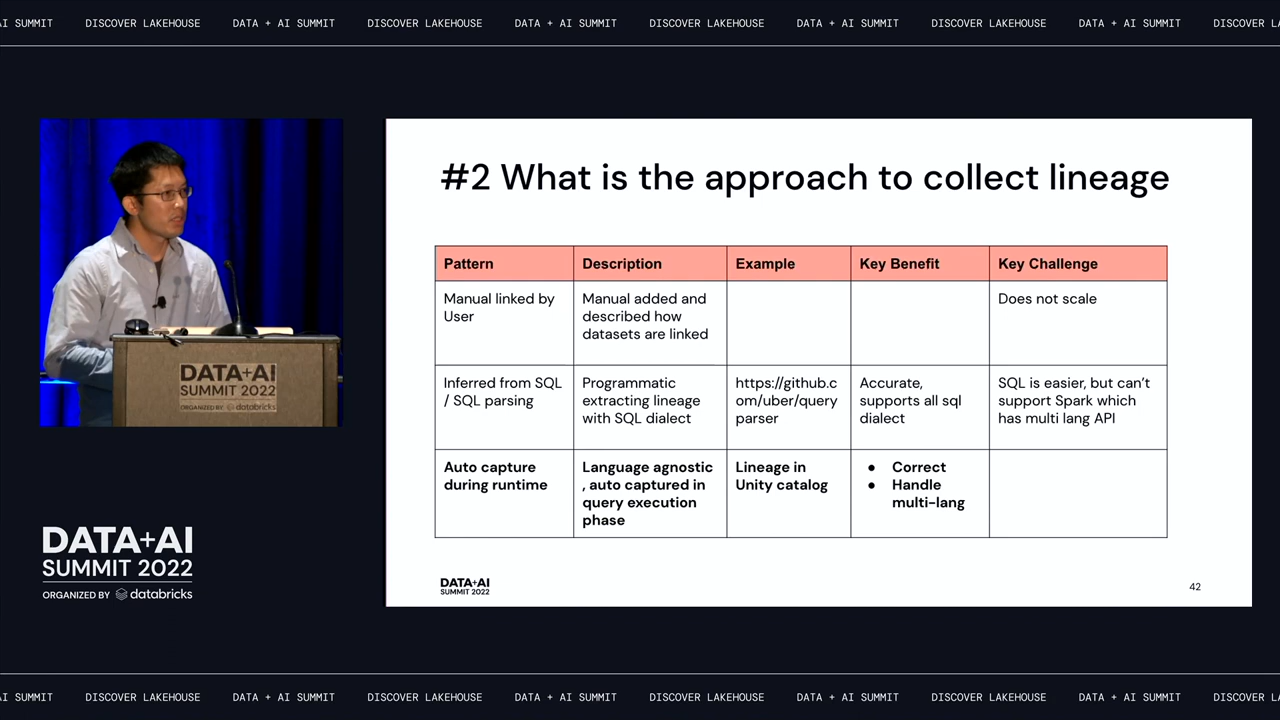 AI SUMMIT DISCOVER LAKEHOUSE DATA + AI SUMMIT DISCOVER LAKEHOUSE DATA + AI SUMMIT DISCOVER LAKEHOUSE DATA + AI SUMMIT DISCOVER LAKEHOUSE DATA + AI SUMMIT DISCOVER L
#2 What is the approach to collect lineage
Pattern Description Example Key Benefit Key Challenge
Manual linked by
User
Manual added and
described how
datasets are linked
Does not scale
Inferred from SQL
/ SQL parsing
Programmatic
extracting lineage
with SQL dialect
https://github.c
om/uber/query
parser
Accurate,
supports all sql
dialect
SQL is easier, but can't
support Spark which
has multi lang API
Auto capture
during runtime
Language agnostic
, auto captured in
query execution
phase
Lineage in
Unity catalog
● Correct
● Handle
multi-lang
DATA+AI
SUMMIT 2022
42
DATA+AI
SUMMIT 2022
ORGANIZED BY databricks
DATA+AI
SUMMIT 2022
ORGANIZED BY databricks
AI SUMMIT DISCOVER LAKEHOUSE DATA + AI SUMMIT DISCOVER LAKEHOUSE DATA + AI SUMMIT DISCOVER LAKEHOUSE DATA + AI SUMMIT DISCOVER LAKEHOUSE DATA + AI SUMMIT DISCOVER L